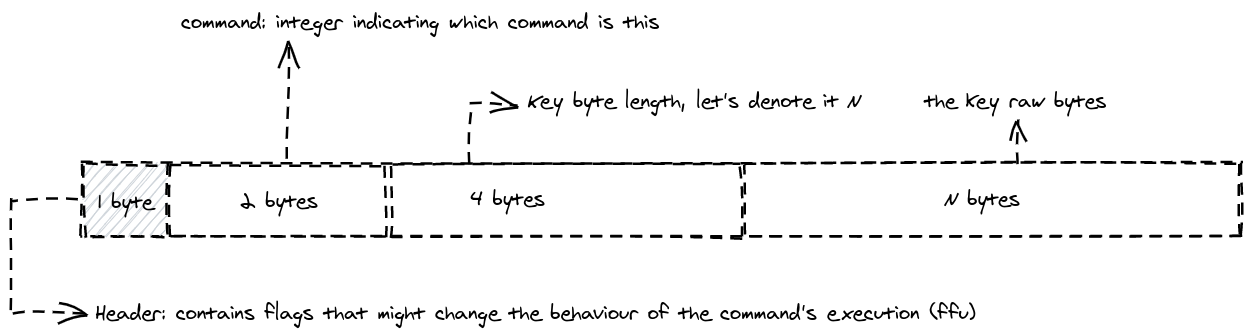 command: integer indicating which command is this
Key byte length, let's denote it N
the key raw bytes
1 byte
2 bytes
4 bytes
N bytes
Header: contains flags that might change the behaviour of the command's execution (ffu)